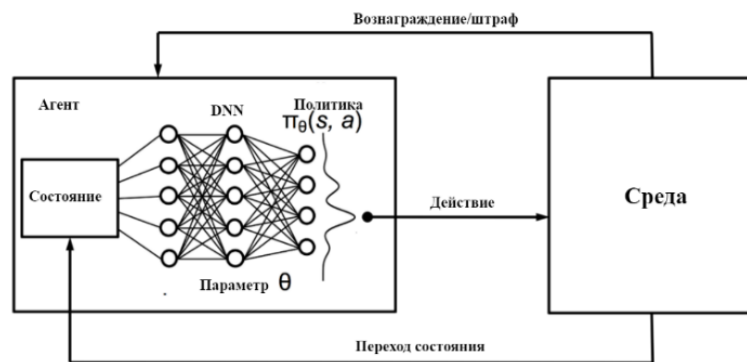 Вознаграждение/штраф
Агент
DNN
Политика
πθ(s, a)
Состояние
Действие
Среда
Параметр θ
Переход состояния